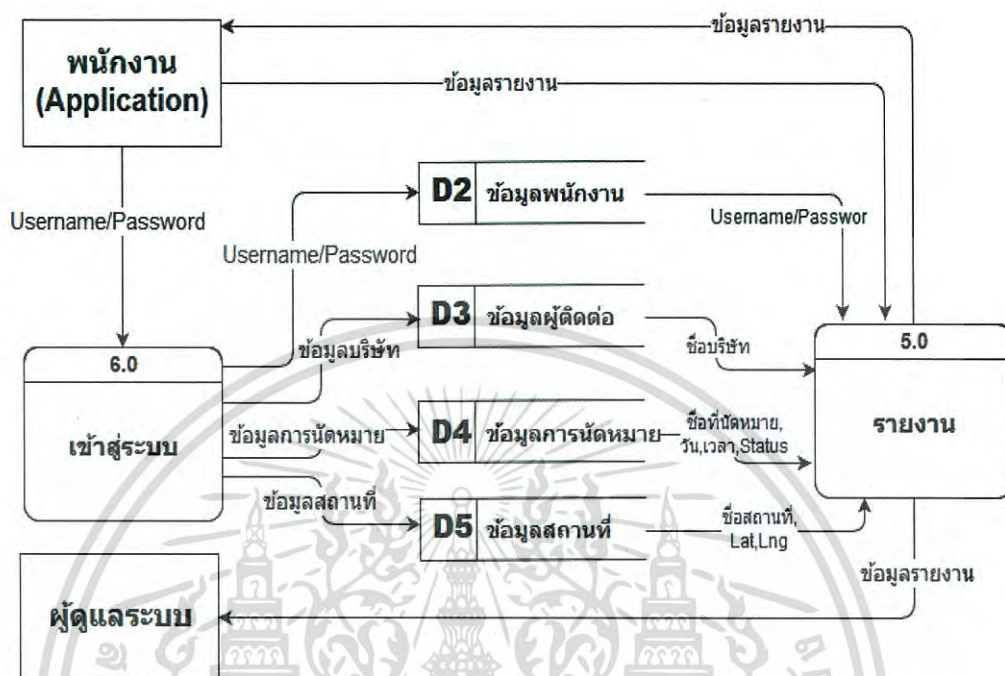 ข้อมูลรายงาน
พนักงาน
(Application)
ข้อมูลรายงาน
Username/Password
D2 ข้อมูลพนักงาน
Username/Passwor
Username/Password
D3 ข้อมูลผู้ติดต่อ
ข้อมูลบริษัท
ชื่อบริษัท
6.0
เข้าสู่ระบบ
5.0
รายงาน
ข้อมูลการนัดหมาย
D4 ข้อมูลการนัดหมาย
ชื่อที่นัดหมาย,
วัน,เวลา,Status
ข้อมูลสถานที่
D5 ข้อมูลสถานที่
ชื่อสถานที่,
Lat,Lng
ข้อมูลรายงาน
ผู้ดูแลระบบ